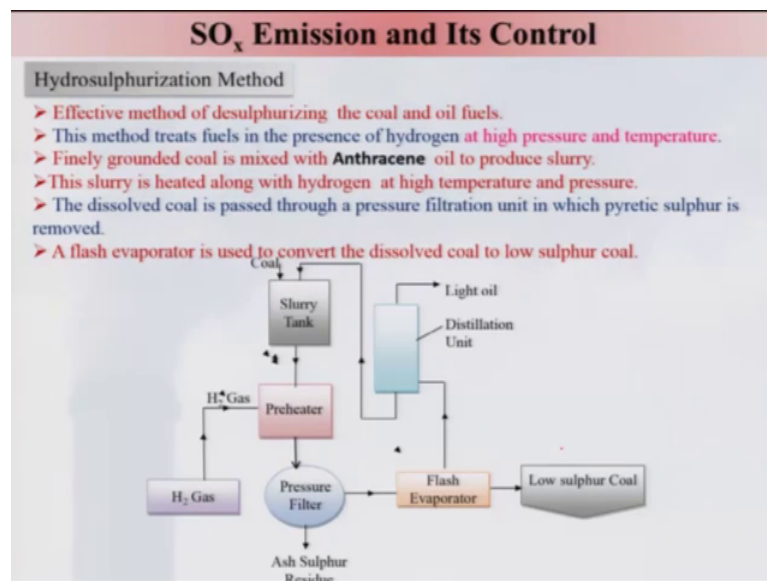 SOx Emission and Its Control
Hydrosulphurization Method
➢ Effective method of desulphurizing the coal and oil fuels.
➢ This method treats fuels in the presence of hydrogen at high pressure and temperature.
➢ Finely grounded coal is mixed with Anthracene oil to produce slurry.
➢This slurry is heated along with hydrogen at high temperature and pressure.
➢ The dissolved coal is passed through a pressure filtration unit in which pyretic sulphur is
removed.
➢ A flash evaporator is used to convert the dissolved coal to low sulphur coal.
Coal
Slurry
Tank
Light oil
Distillation
Unit
H₂ Gas
Preheater
H₂ Gas
Pressure
Filter
Flash
Evaporator
Low sulphur Coal
Ash Sulphur
Residue